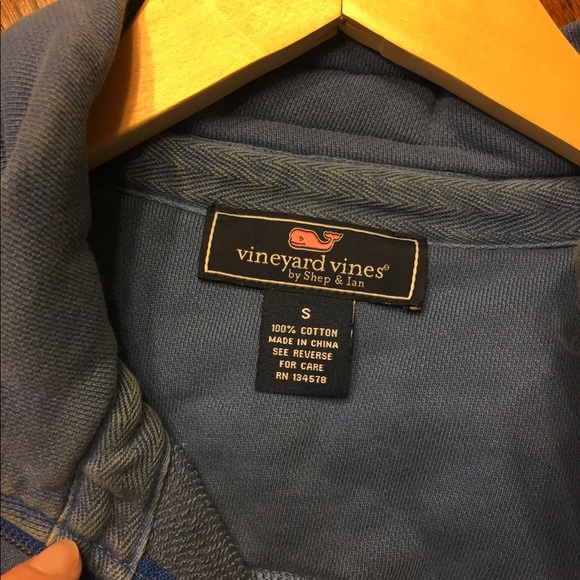 vineyard vines®
by Shep & Ian
S
100% COTTON
MADE IN CHINA
SEE REVERSE
FOR CARE
RN 134578